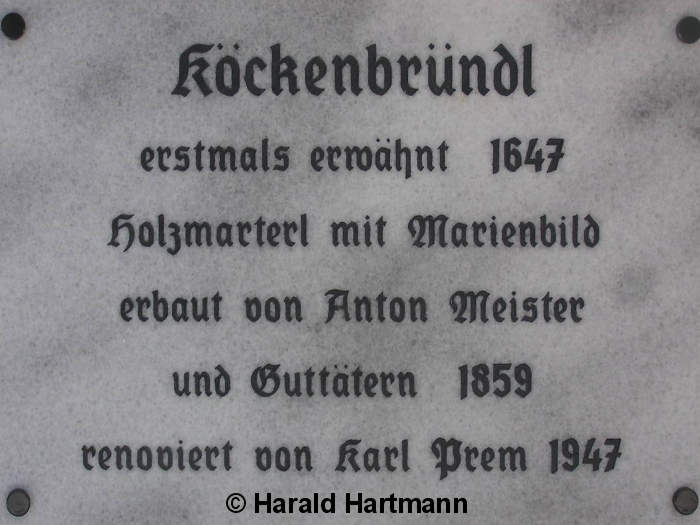 Köckenbründl
erstmals erwähnt 1647
Holzmarterl mit Marienbild
erbaut von Anton Meister
und Guttätern 1859
renoviert von Karl Prem 1947
© Harald Hartmann